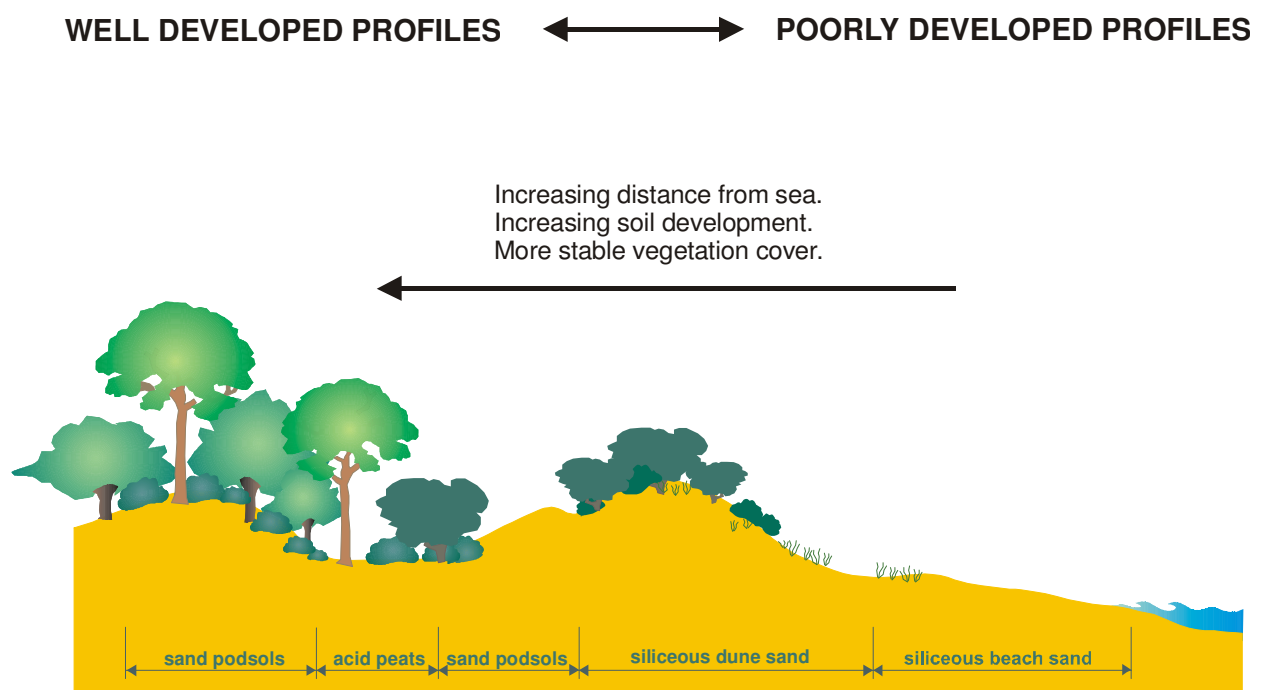 WELL DEVELOPED PROFILES
POORLY DEVELOPED PROFILES
Increasing distance from sea.
Increasing soil development.
More stable vegetation cover.
sand podsols
acid peats
sand podsols
siliceous dune sand
siliceous beach sand